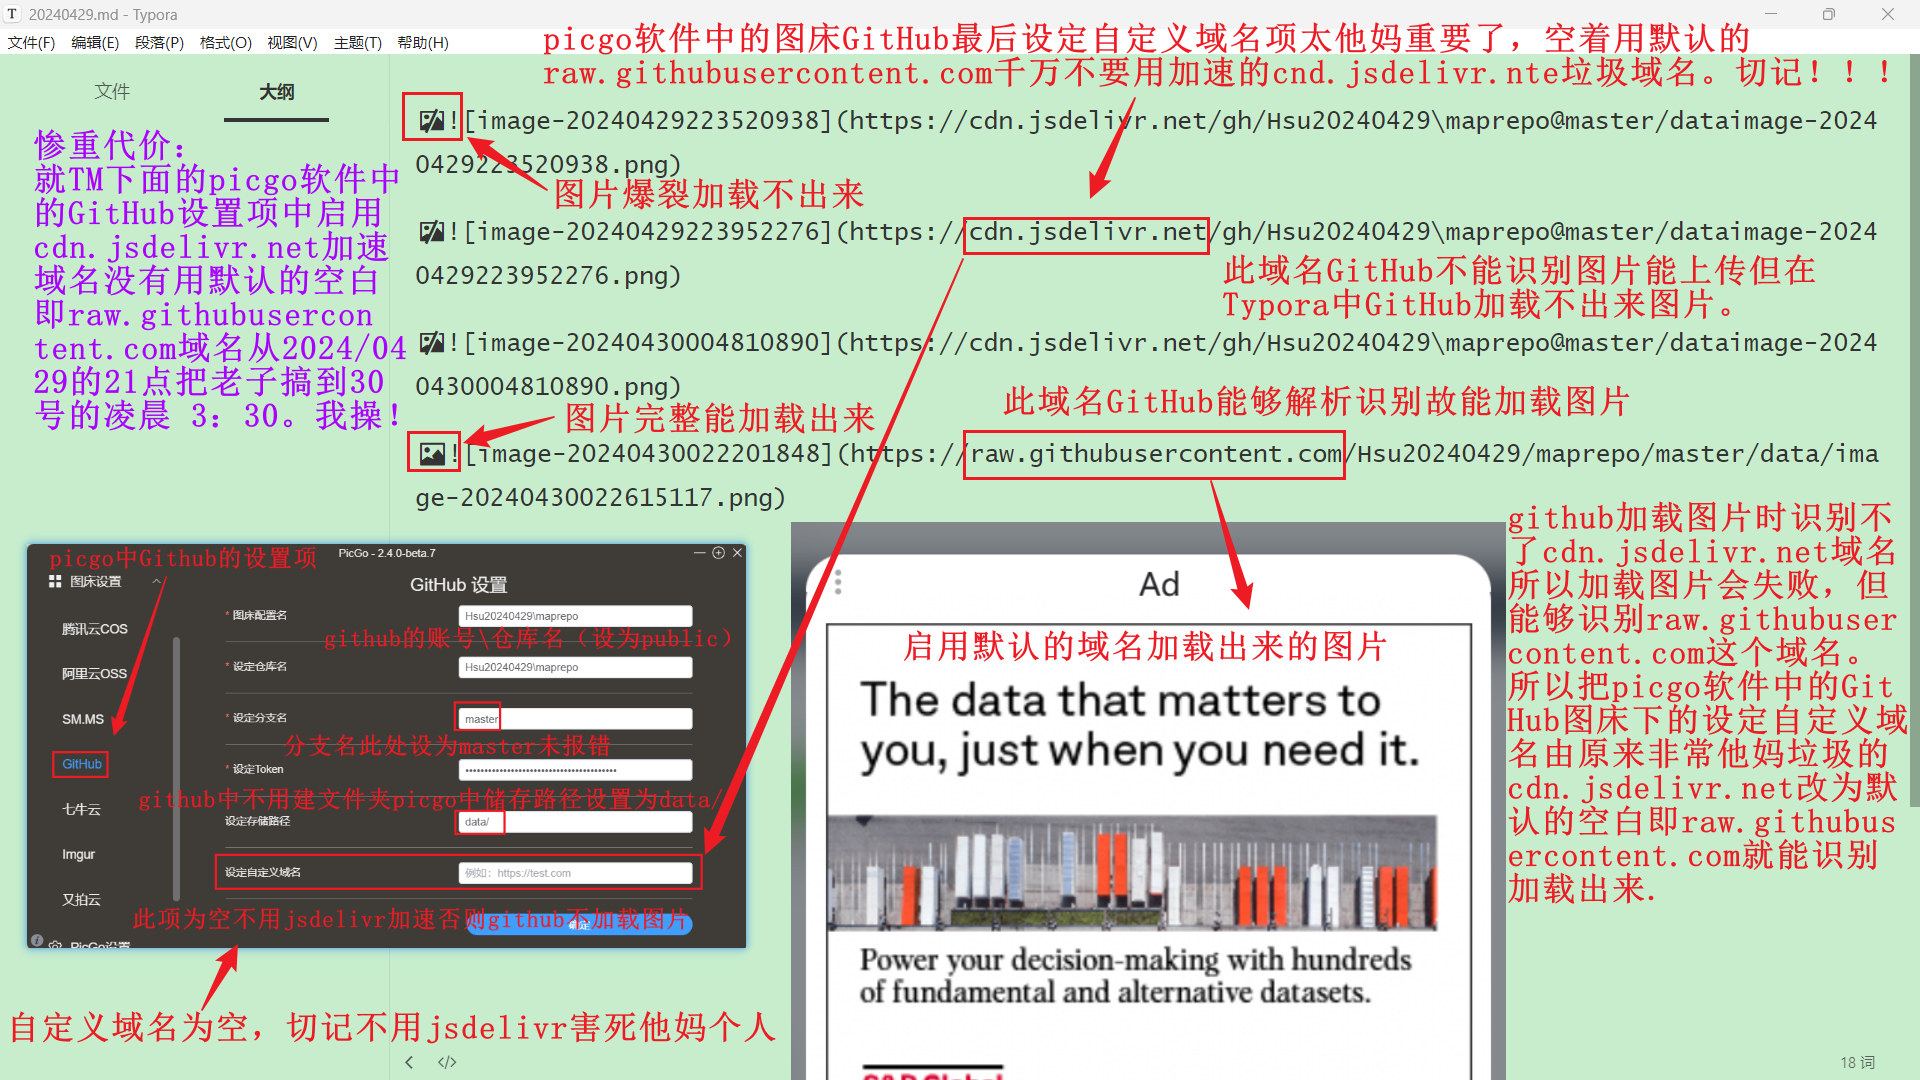 20240429.md - Typora
文件(F) 编辑(E) 段落(P) 格式(O) 视图(V) 主题(T) 帮助(H)
picgo软件中的图床GitHub最后设定自定义域名项太他妈重要了，空着用默认的
raw.githubusercontent.com千万不要用加速的cnd.jsdelivr.nte垃圾域名。切记！！！
文件 大纲
惨重代价：
就TM下面的picgo软件中
的GitHub设置项中启用
cdn.jsdelivr.net加速
域名没有用默认的空白
即raw.githubusercon
tent.com域名从2024/04
29的21点把老子搞到30
号的凌晨 3：30。我操！
![image-20240429223520938](https://cdn.jsdelivr.net/gh/Hsu20240429\maprepo@master/dataimage-2024
0429223520938.png)
图片爆裂加载不出来
![image-20240429223952276](https://cdn.jsdelivr.net/gh/Hsu20240429\maprepo@master/dataimage-2024
0429223952276.png)
此域名GitHub不能识别图片能上传但在
Typora中GitHub加载不出来图片。
![image-20240430004810890](https://cdn.jsdelivr.net/gh/Hsu20240429\maprepo@master/dataimage-2024
0430004810890.png)
此域名GitHub能够解析识别故能加载图片
图片完整能加载出来
![image-20240430022201848](https://raw.githubusercontent.com/Hsu20240429/maprepo/master/data/ima
ge-20240430022615117.png)
picgo中Github的设置项
PicGo - 2.4.0-beta.7
图床设置
GitHub 设置
腾讯云COS
阿里云OSS
SM.MS
GitHub
七牛云
Imgur
又拍云
PicGo设置
* 图床配置名 Hsu20240429\maprepo
github的账号\仓库名（设为public）
* 设定仓库名 Hsu20240429\maprepo
* 设定分支名 master
分支名此处设为master未报错
* 设定Token
github中不用建文件夹picgo中储存路径设置为data/
设定存储路径 data/
设定自定义域名 例如：https://test.com
此项为空不用jsdelivr加速否则github不加载图片
自定义域名为空，切记不用jsdelivr害死他妈个人
Ad
启用默认的域名加载出来的图片
The data that matters to
you, just when you need it.
Power your decision-making with hundreds
of fundamental and alternative datasets.
S&P Global
github加载图片时识别不
了cdn.jsdelivr.net域名
所以加载图片会失败，但
能够识别raw.githubuser
content.com这个域名。
所以把picgo软件中的Git
Hub图床下的设定自定义域
名由原来非常他妈垃圾的
cdn.jsdelivr.net改为默
认的空白即raw.githubus
ercontent.com就能识别
加载出来.
</> 18 词